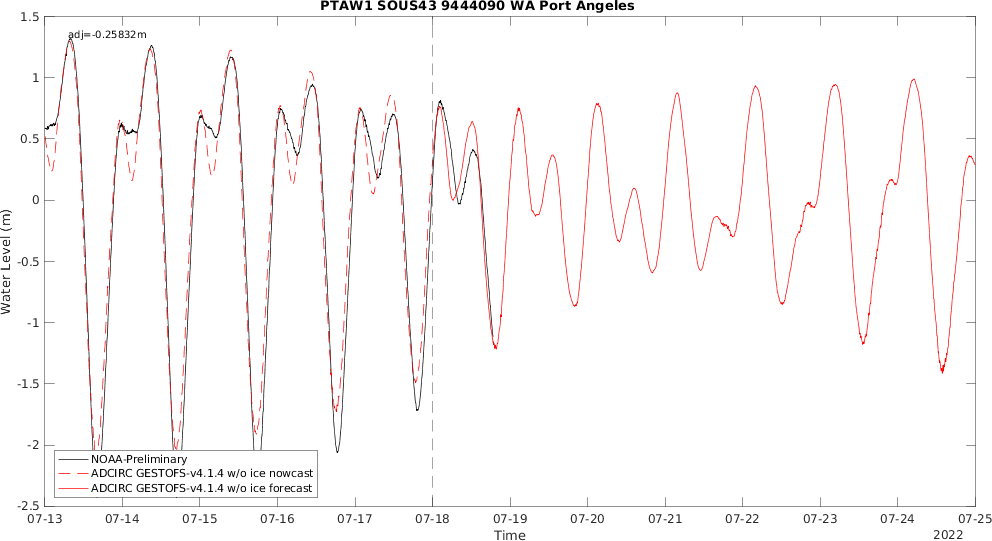 PTAW1 SOUS43 9444090 WA Port Angeles
adj=-0.25832m
1.5
1
0.5
0
-0.5
-1
-1.5
-2
-2.5
Water Level (m)
NOAA-Preliminary
ADCIRC GESTOFS-v4.1.4 w/o ice nowcast
ADCIRC GESTOFS-v4.1.4 w/o ice forecast
07-13 07-14 07-15 07-16 07-17 07-18 07-19 07-20 07-21 07-22 07-23 07-24 07-25
Time
2022